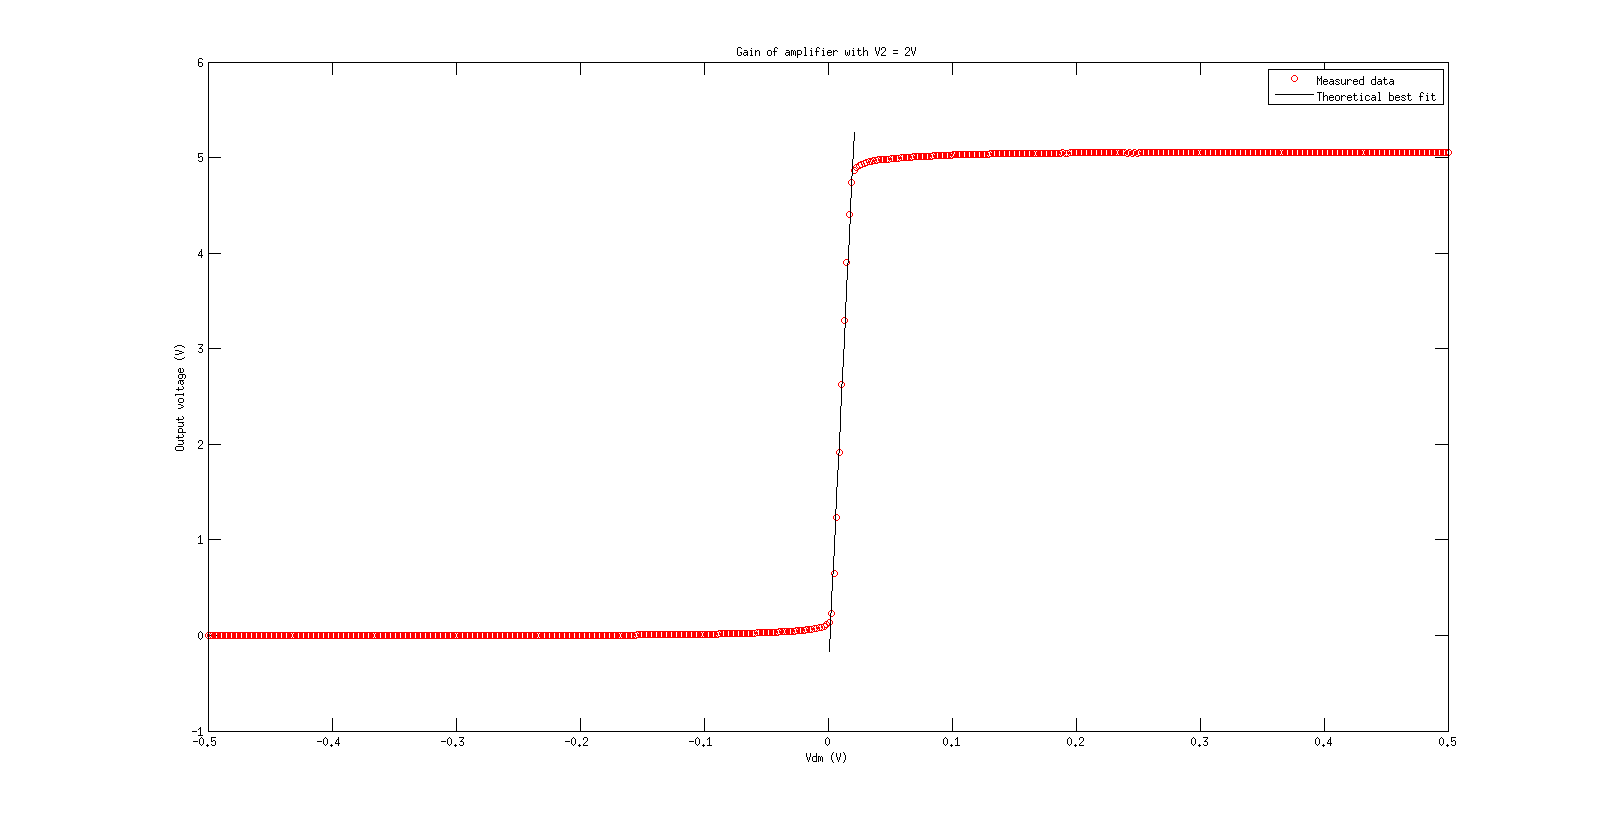 Gain of amplifier with V2 = 2V
6
Measured data
Theoretical best fit
5
4
3
Output voltage (V)
2
1
0
-1
-0.5 -0.4 -0.3 -0.2 -0.1 0 0.1 0.2 0.3 0.4 0.5
Vdm (V)